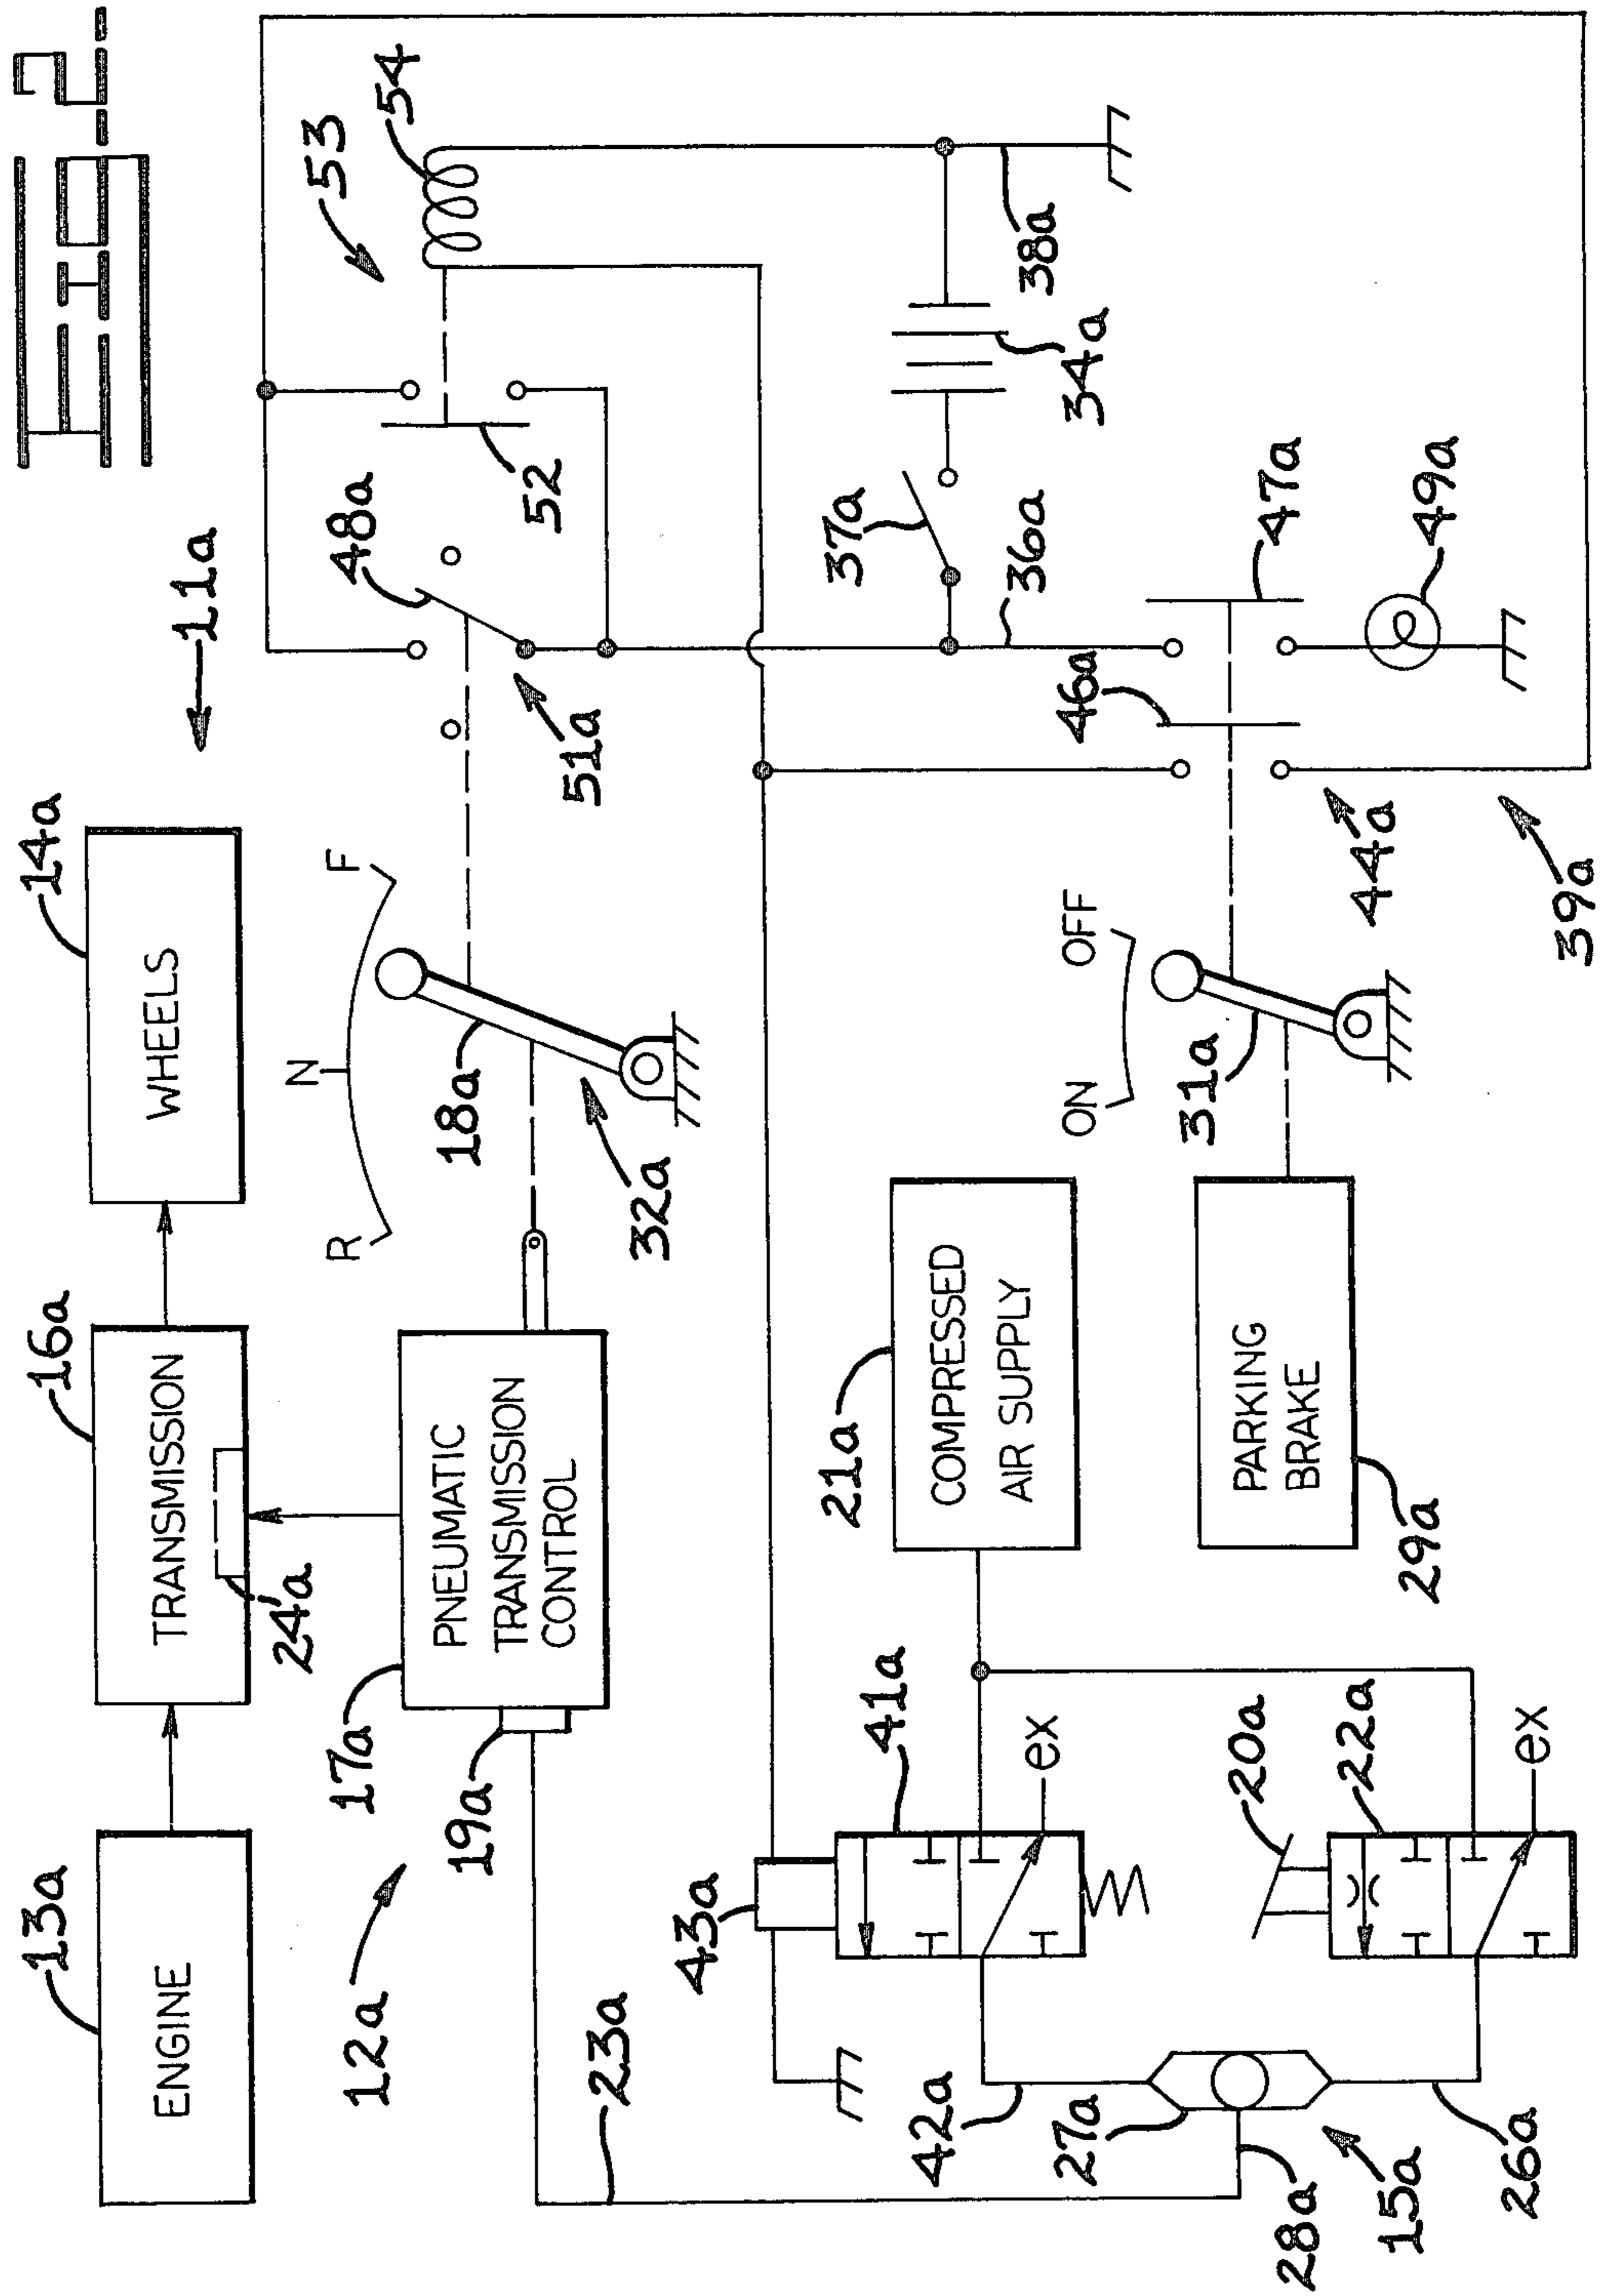 FIG-2-
11a
13a
ENGINE
16a
TRANSMISSION
24a
14a
WHEELS
12a
17a
PNEUMATIC
TRANSMISSION
CONTROL
19a
R
N
F
18a
32a
48a
51a
52
53
54
23a
43a
41a
ex
42a
27a
28a
15a
26a
20a
22a
ex
21a
COMPRESSED
AIR SUPPLY
PARKING
BRAKE
29a
ON
OFF
31a
37a
34a
38a
36a
46a
47a
49a
44a
39a